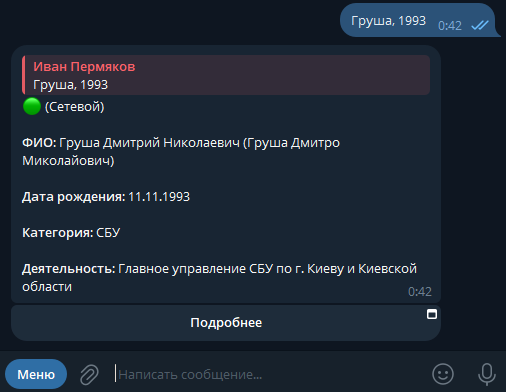 Груша, 1993
0:42
Иван Пермяков
Груша, 1993
(Сетевой)
ФИО: Груша Дмитрий Николаевич (Груша Дмитро
Миколайович)
Дата рождения: 11.11.1993
Категория: СБУ
Деятельность: Главное управление СБУ по г. Киеву и Киевской
области
0:42
Подробнее
Меню
Написать сообщение...